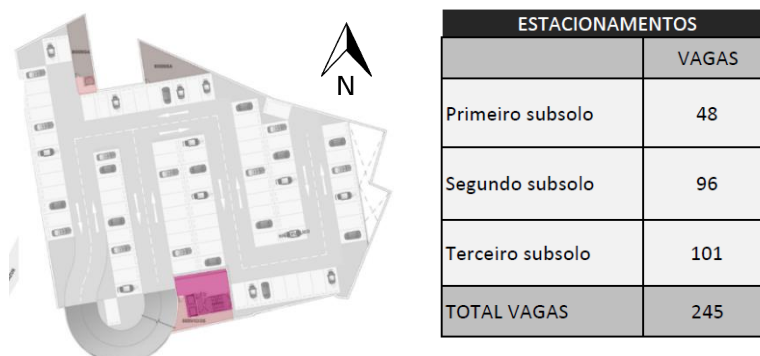 N
ESTACIONAMENTOS
VAGAS
Primeiro subsolo 48
Segundo subsolo 96
Terceiro subsolo 101
TOTAL VAGAS 245